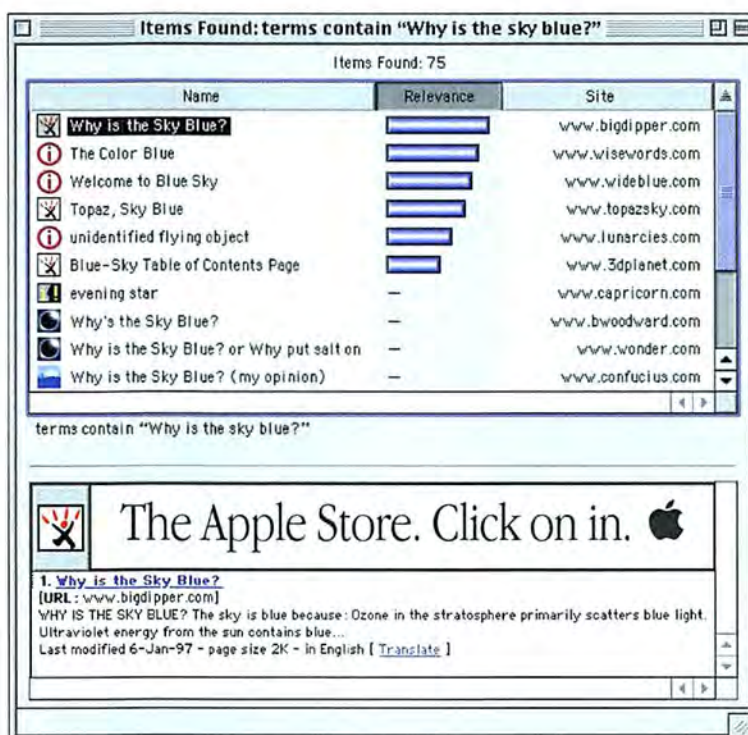 Items Found: terms contain “Why is the sky blue?”
Items Found: 75
Name Relevance Site
Why is the Sky Blue? www.bigdipper.com
The Color Blue www.wisewords.com
Welcome to Blue Sky www.wideblue.com
Topaz, Sky Blue www.topazsky.com
unidentified flying object www.lunarcies.com
Blue-Sky Table of Contents Page www.3dplanet.com
evening star – www.capricorn.com
Why's the Sky Blue? – www.bwoodward.com
Why is the Sky Blue? or Why put salt on – www.wonder.com
Why is the Sky Blue? (my opinion) – www.confucius.com
terms contain “Why is the sky blue?”
The Apple Store. Click on in.
1. Why is the Sky Blue?
[URL: www.bigdipper.com]
WHY IS THE SKY BLUE? The sky is blue because: Ozone in the stratosphere primarily scatters blue light.
Ultraviolet energy from the sun contains blue...
Last modified 6-Jan-97 - page size 2K - in English [ Translate ]